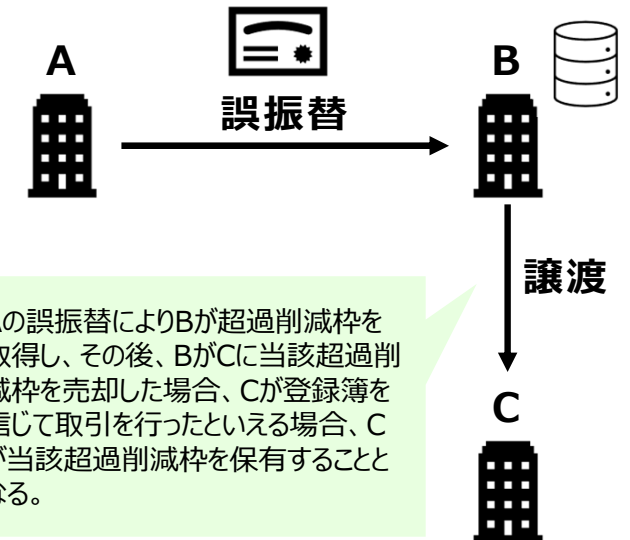 A
B
誤振替
譲渡
Aの誤振替によりBが超過削減枠を
取得し、その後、BがCに当該超過削
減枠を売却した場合、Cが登録簿を
信じて取引を行ったといえる場合、C
が当該超過削減枠を保有することと
なる。
C